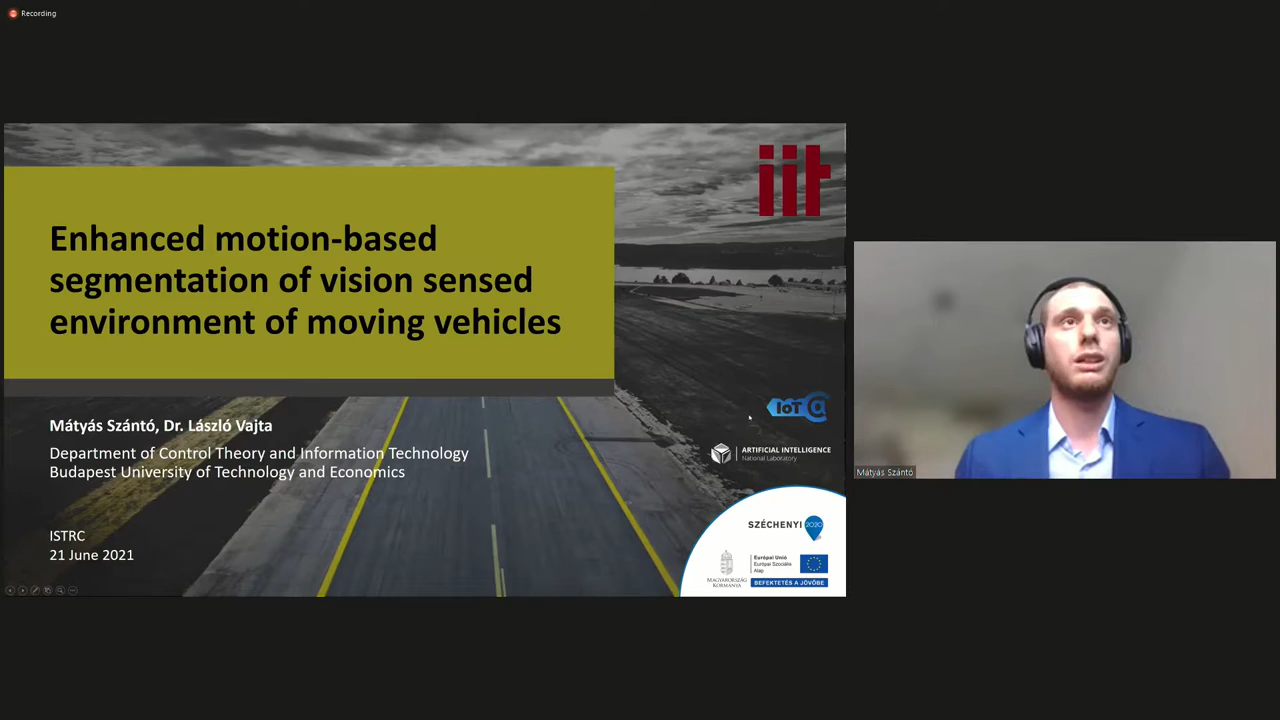 Recording
iit
Enhanced motion-based
segmentation of vision sensed
environment of moving vehicles
Mátyás Szántó, Dr. László Vajta
Department of Control Theory and Information Technology
Budapest University of Technology and Economics
ISTRC
21 June 2021
IoT@
ARTIFICIAL INTELLIGENCE
National Laboratory
SZÉCHENYI 2020
Magyarország
Kormánya
Európai Unió
Európai Szociális
Alap
BEFEKTETÉS A JÖVŐBE
Mátyás Szántó